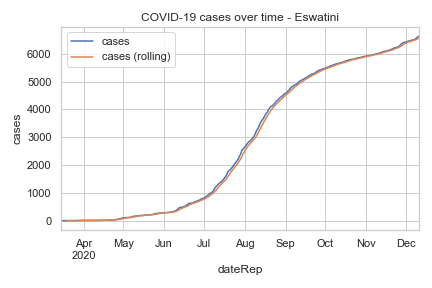 COVID-19 cases over time - Eswatini
cases
cases (rolling)
6000
5000
4000
3000
2000
1000
0
cases
Apr May Jun Jul Aug Sep Oct Nov Dec
2020
dateRep